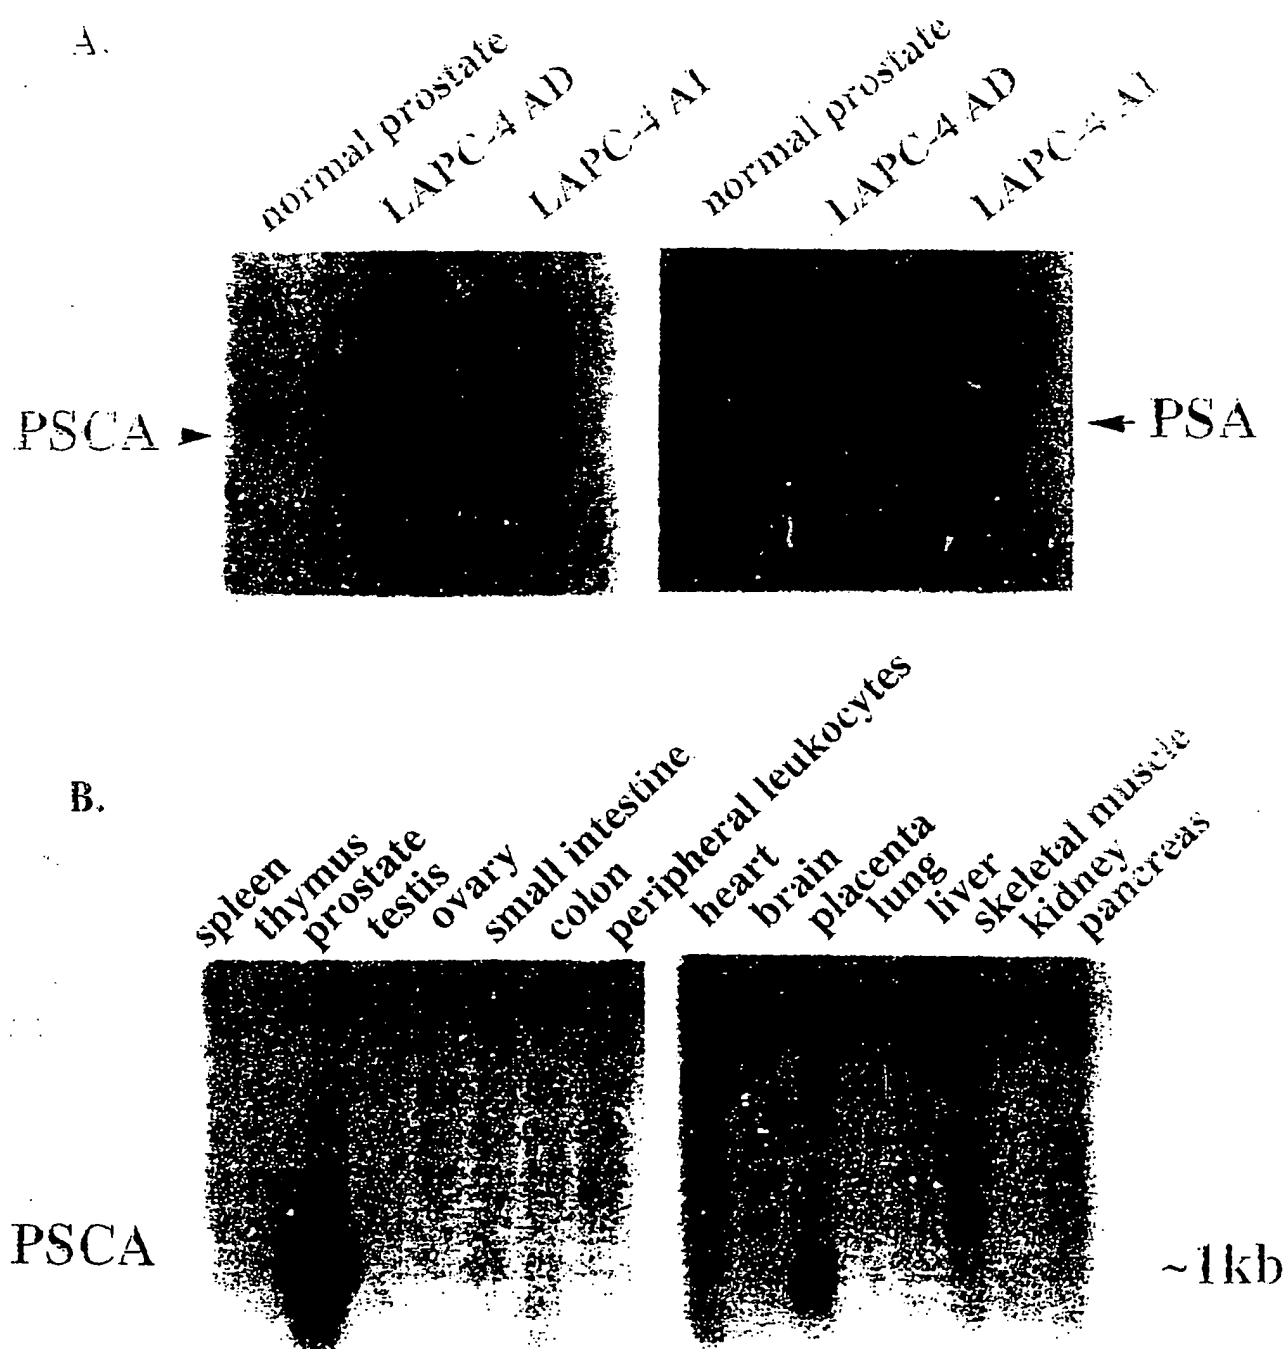 A.
normal prostate
LAPC-4 AD
LAPC-4 AI
normal prostate
LAPC-4 AD
LAPC-4 AI
PSCA
PSA
B.
spleen
thymus
prostate
testis
ovary
small intestine
colon
peripheral leukocytes
heart
brain
placenta
lung
liver
skeletal muscle
kidney
pancreas
PSCA
~1kb